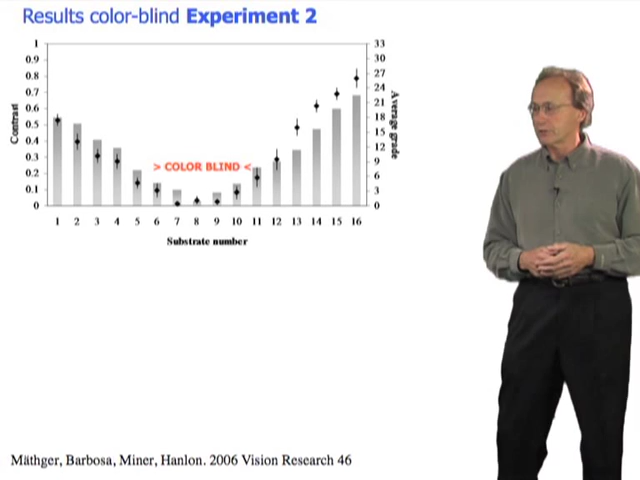 Results color-blind Experiment 2
1 0.9 0.8 0.7 0.6 0.5 0.4 0.3 0.2 0.1 0
Contrast
> COLOR BLIND <
33 30 27 24 21 18 15 12 9 6 3 0
Average grade
1 2 3 4 5 6 7 8 9 10 11 12 13 14 15 16
Substrate number
Mäthger, Barbosa, Miner, Hanlon. 2006 Vision Research 46